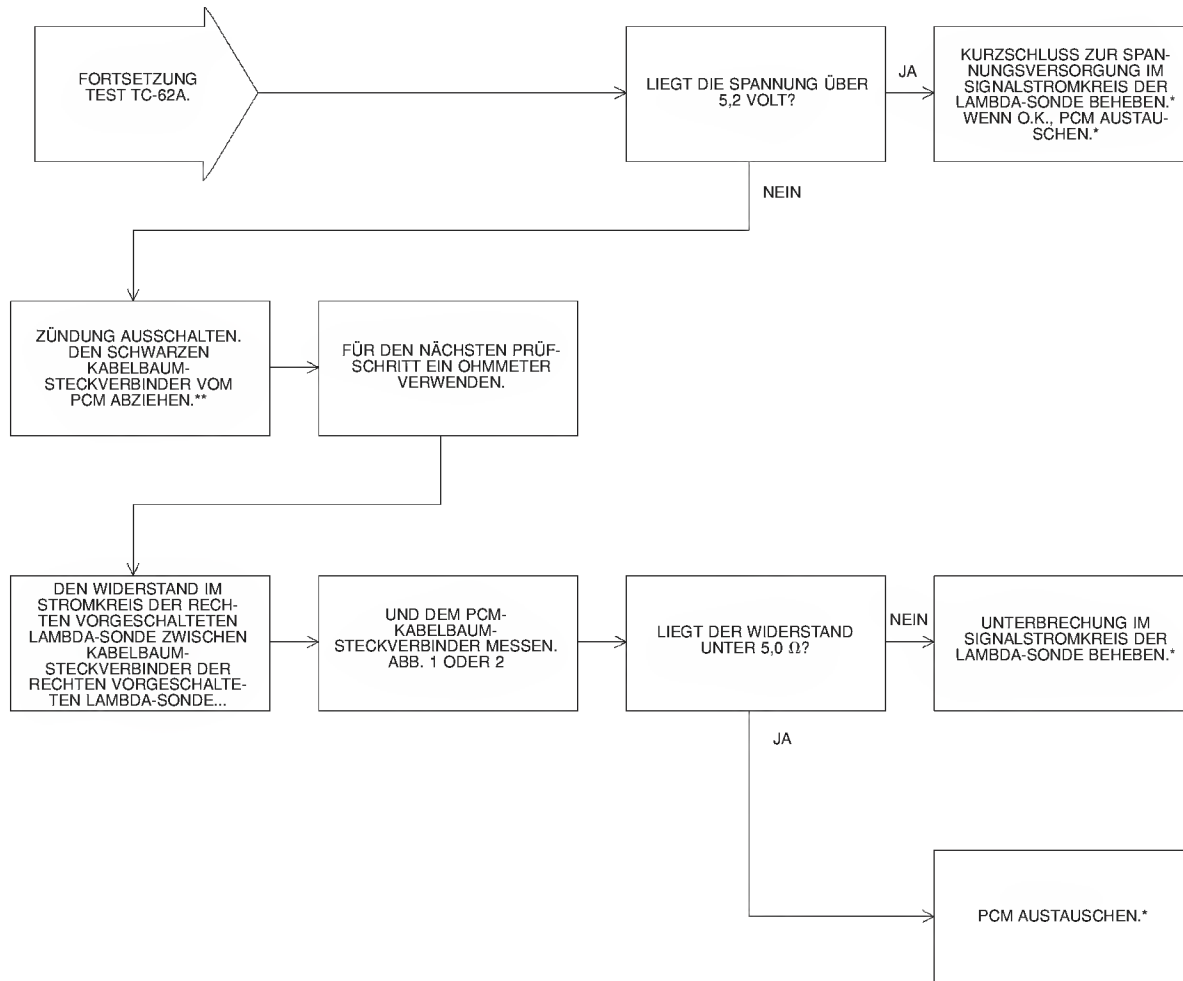 FORTSETZUNG
TEST TC-62A.
LIEGT DIE SPANNUNG ÜBER
5,2 VOLT?
JA
KURZSCHLUSS ZUR SPAN-
NUNGSVERSORGUNG IM
SIGNALSTROMKREIS DER
LAMBDA-SONDE BEHEBEN.*
WENN O.K., PCM AUSTAU-
SCHEN.*
NEIN
ZÜNDUNG AUSSCHALTEN.
DEN SCHWARZEN
KABELBAUM-
STECKVERBINDER VOM
PCM ABZIEHEN.**
FÜR DEN NÄCHSTEN PRÜF-
SCHRITT EIN OHMMETER
VERWENDEN.
DEN WIDERSTAND IM
STROMKREIS DER RECH-
TEN VORGESCHALTETEN
LAMBDA-SONDE ZWISCHEN
KABELBAUM-
STECKVERBINDER DER
RECHTEN VORGESCHALTE-
TEN LAMBDA-SONDE...
UND DEM PCM-
KABELBAUM-
STECKVERBINDER MESSEN.
ABB. 1 ODER 2
LIEGT DER WIDERSTAND
UNTER 5,0 Ω?
NEIN
UNTERBRECHUNG IM
SIGNALSTROMKREIS DER
LAMBDA-SONDE BEHEBEN.*
JA
PCM AUSTAUSCHEN.*